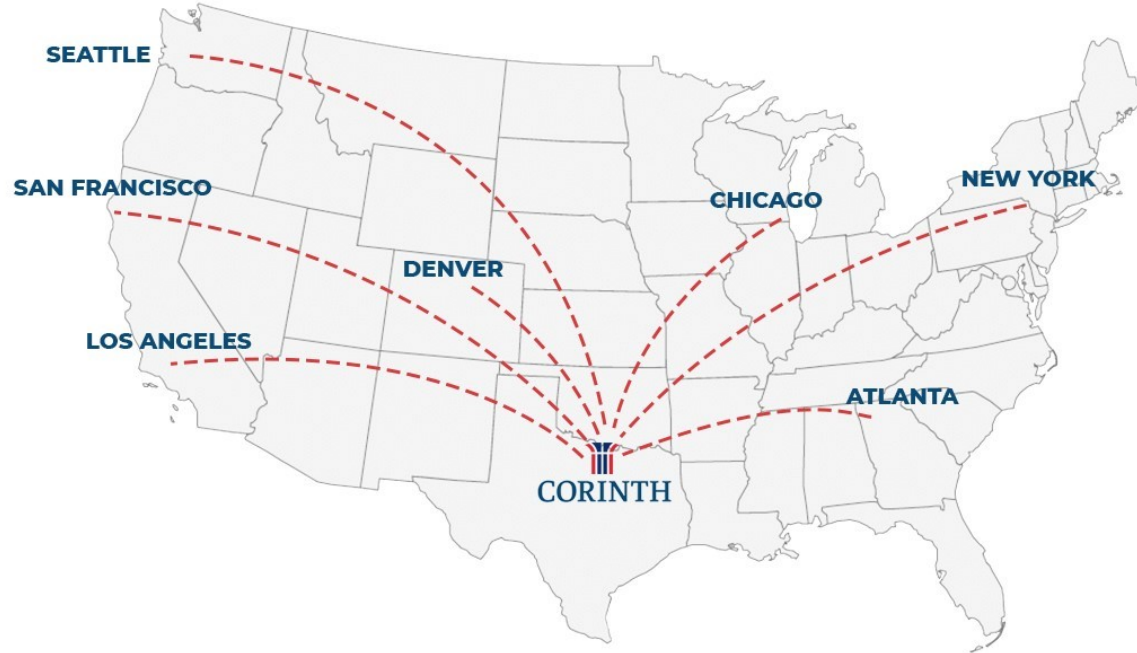 SEATTLE
SAN FRANCISCO
CHICAGO
NEW YORK
DENVER
LOS ANGELES
ATLANTA
CORINTH